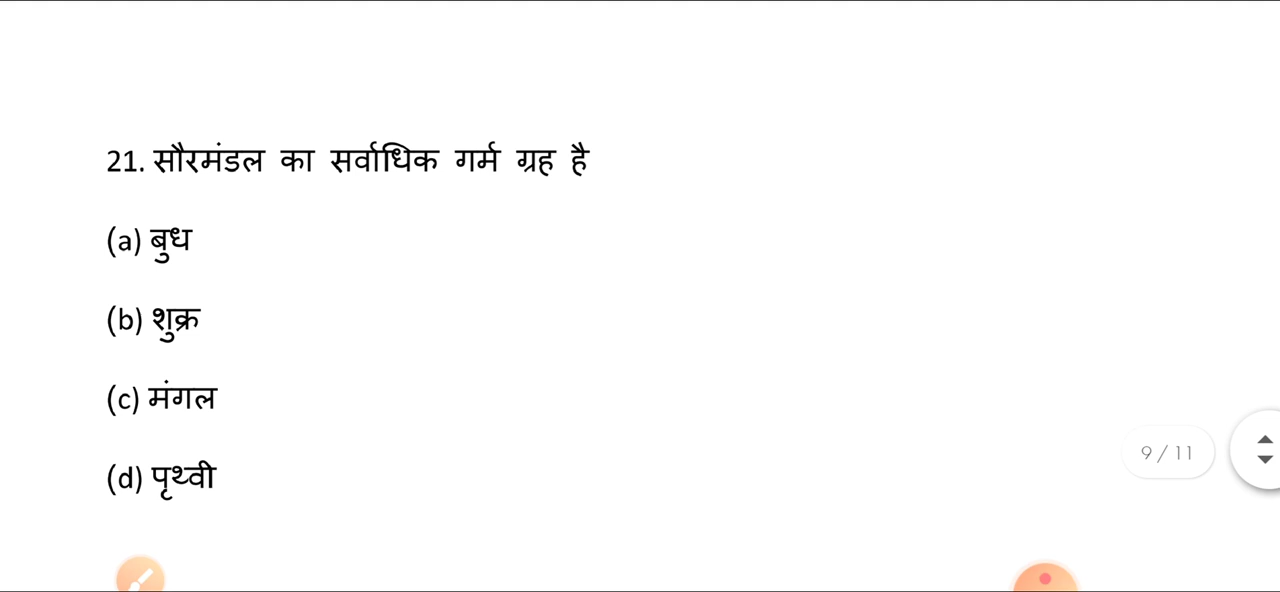 21. सौरमंडल का सर्वाधिक गर्म ग्रह है
(a) बुध
(b) शुक्र
(c) मंगल
(d) पृथ्वी
9 / 11